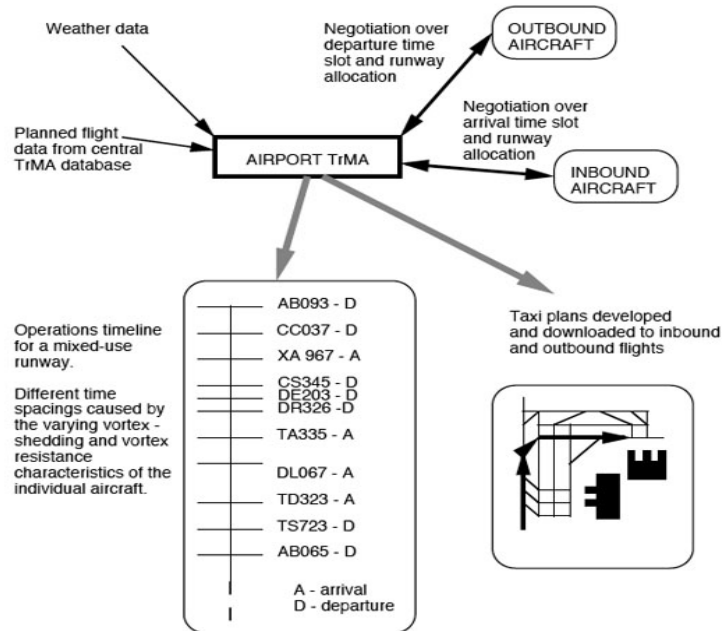 Weather data
Negotiation over
departure time
slot and runway
allocation
OUTBOUND
AIRCRAFT
Planned flight
data from central
TrMA database
AIRPORT TrMA
Negotiation over
arrival time slot
and runway
allocation
INBOUND
AIRCRAFT
Operations timeline
for a mixed-use
runway.
Different time
spacings caused by
the varying vortex -
shedding and vortex
resistance
characteristics of the
individual aircraft.
AB093 - D
CC037 - D
XA 967 - A
CS345 - D
DE203 - D
DR326 -D
TA335 - A
DL067 - A
TD323 - A
TS723 - D
AB065 - D
A - arrival
D - departure
Taxi plans developed
and downloaded to inbound
and outbound flights